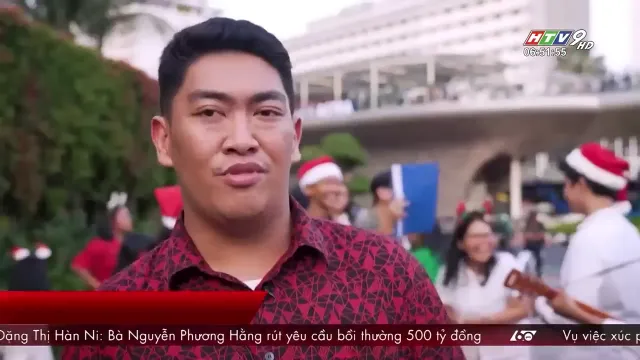 HTV9 HD
06:51:55
Đặng Thị Hàn Ni: Bà Nguyễn Phương Hằng rút yêu cầu bồi thường 500 tỷ đồng 60 Vụ việc xúc p